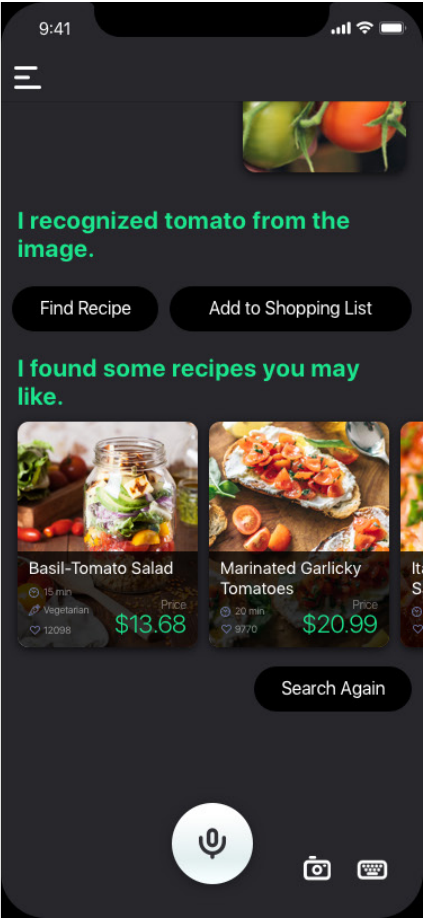 9:41
I recognized tomato from the
image.
Find Recipe
Add to Shopping List
I found some recipes you may
like.
Basil-Tomato Salad
15 min
Vegetarian
12098
Price
$13.68
Marinated Garlicky
Tomatoes
20 min
9770
Price
$20.99
Search Again